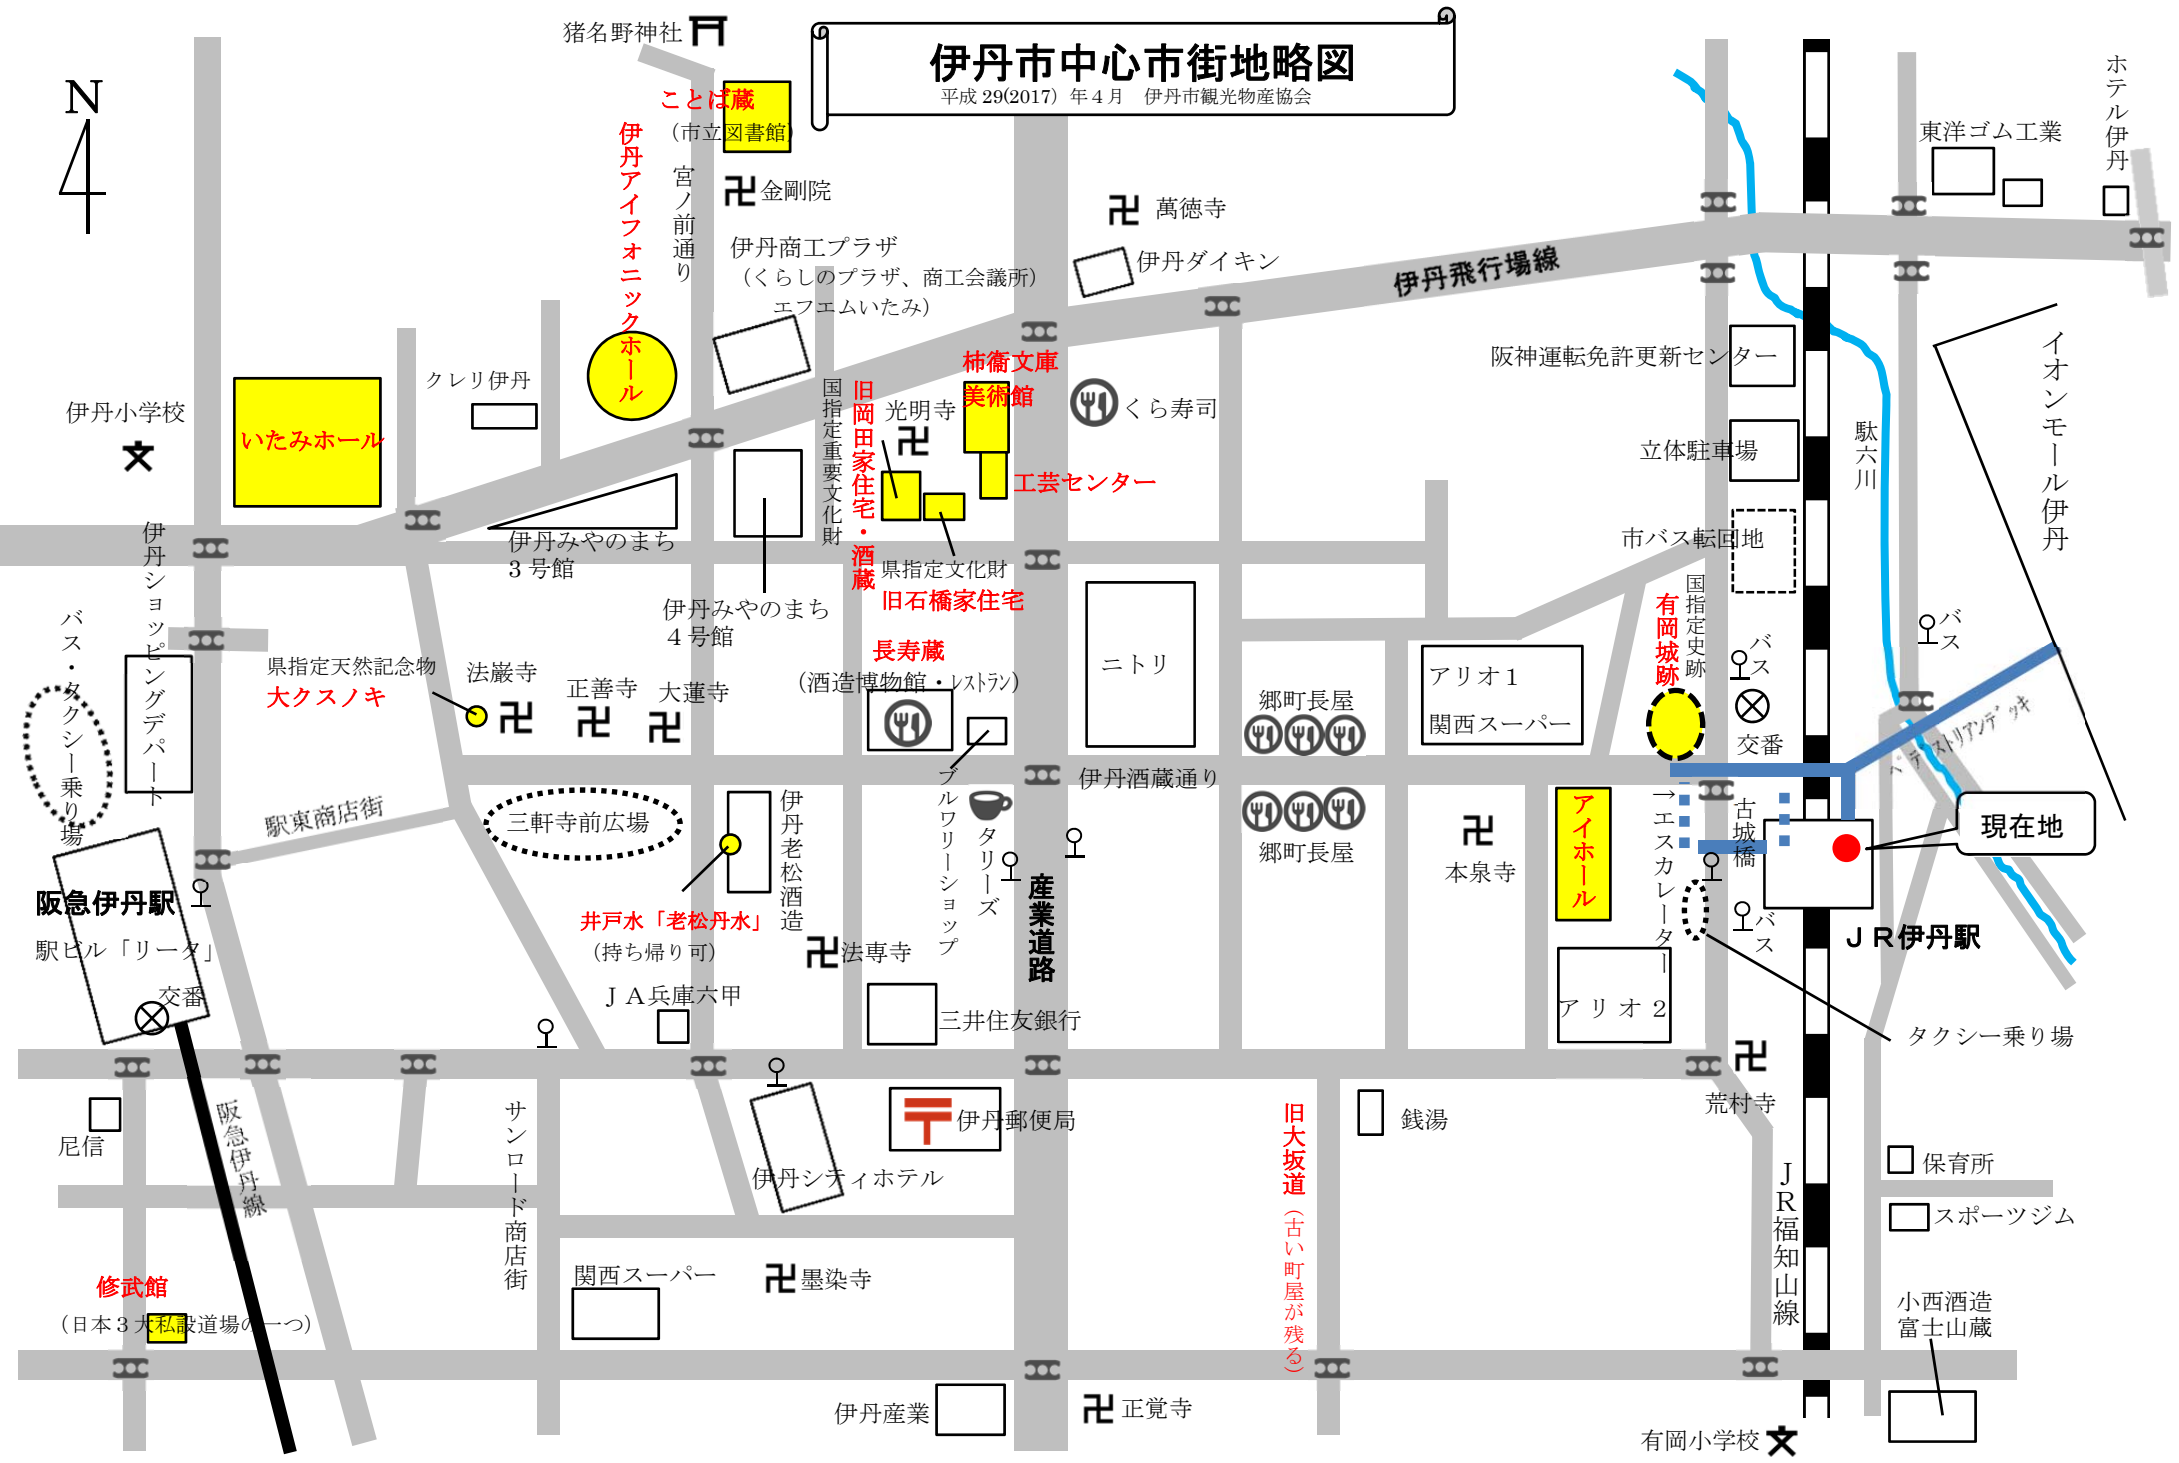 伊丹市中心市街地略図
平成 29(2017）年４月　伊丹市観光物産協会
N
猪名野神社
ことば蔵
（市立図書館）
伊丹アイフォニックホール
宮ノ前通り
金剛院
伊丹商工プラザ
（くらしのプラザ、商工会議所）
エフエムいたみ）
萬徳寺
伊丹ダイキン
伊丹飛行場線
東洋ゴム工業
ホテル伊丹
阪神運転免許更新センター
立体駐車場
市バス転回地
駄六川
イオンモール伊丹
伊丹小学校
いたみホール
クレリ伊丹
国指定重要文化財
旧岡田家住宅・酒蔵
光明寺
柿衞文庫
美術館
工芸センター
くら寿司
伊丹みやのまち
３号館
伊丹みやのまち
４号館
県指定文化財
旧石橋家住宅
長寿蔵
（酒造博物館・ﾚｽﾄﾗﾝ）
ニトリ
伊丹ショッピングデパート
バス・タクシー乗り場
県指定天然記念物
大クスノキ
法巌寺
正善寺
大蓮寺
郷町長屋
アリオ１
関西スーパー
有岡城跡
国指定史跡
バス
交番
バス
ペデストリアンデッキ
伊丹酒蔵通り
ブルワリーショップ
タリーズ
駅東商店街
三軒寺前広場
伊丹老松酒造
井戸水「老松丹水」
（持ち帰り可）
法専寺
産業道路
郷町長屋
本泉寺
アイホール
→エスカレーター
古城橋
現在地
ＪＲ伊丹駅
バス
アリオ２
タクシー乗り場
阪急伊丹駅
駅ビル「リータ」
交番
ＪＡ兵庫六甲
三井住友銀行
荒村寺
尼信
阪急伊丹線
サンロード商店街
伊丹郵便局
伊丹シティホテル
旧大坂道（古い町屋が残る）
銭湯
ＪＲ福知山線
保育所
スポーツジム
修武館
（日本３大私設道場の一つ）
関西スーパー
墨染寺
小西酒造
富士山蔵
伊丹産業
正覚寺
有岡小学校